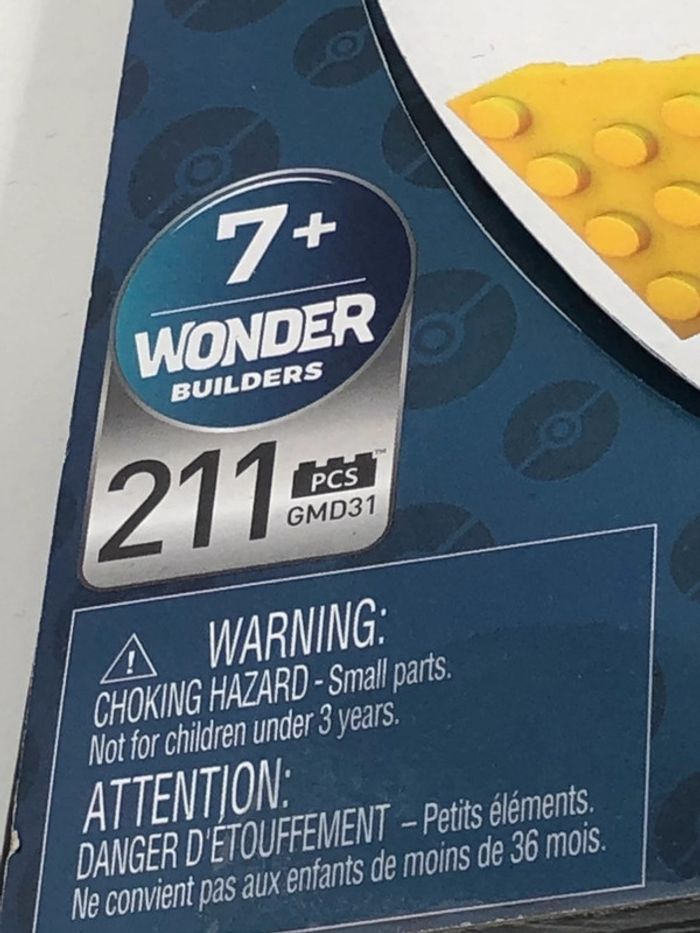 7+
WONDER
BUILDERS
211 PCS™
GMD31
WARNING:
CHOKING HAZARD - Small parts.
Not for children under 3 years.
ATTENTION:
DANGER D'ÉTOUFFEMENT – Petits éléments.
Ne convient pas aux enfants de moins de 36 mois.